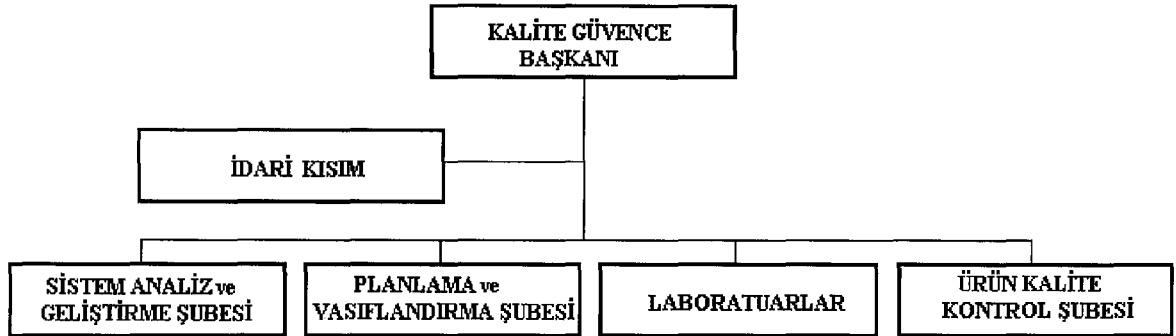 KALİTE GÜVENCE
BAŞKANI
İDARİ KISIM
SİSTEM ANALİZ ve
GELİŞTİRME ŞUBESİ
PLANLAMA ve
VASIFLANDIRMA ŞUBESİ
LABORATUARLAR
ÜRÜN KALİTE
KONTROL ŞUBESİ